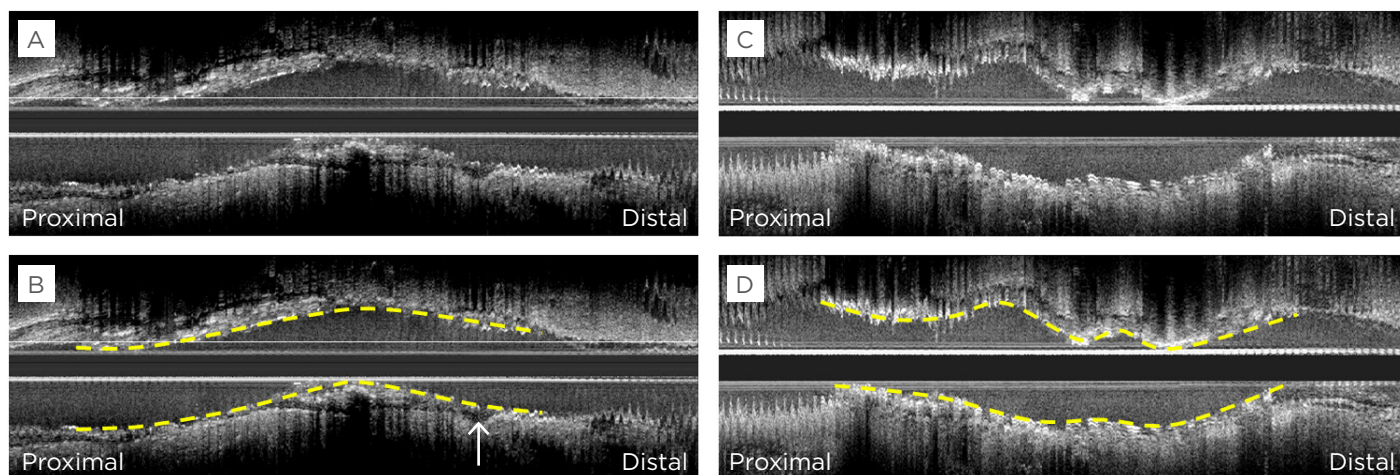 A
C
Proximal
Distal
Proximal
Distal
B
D
Proximal
Distal
Proximal
Distal